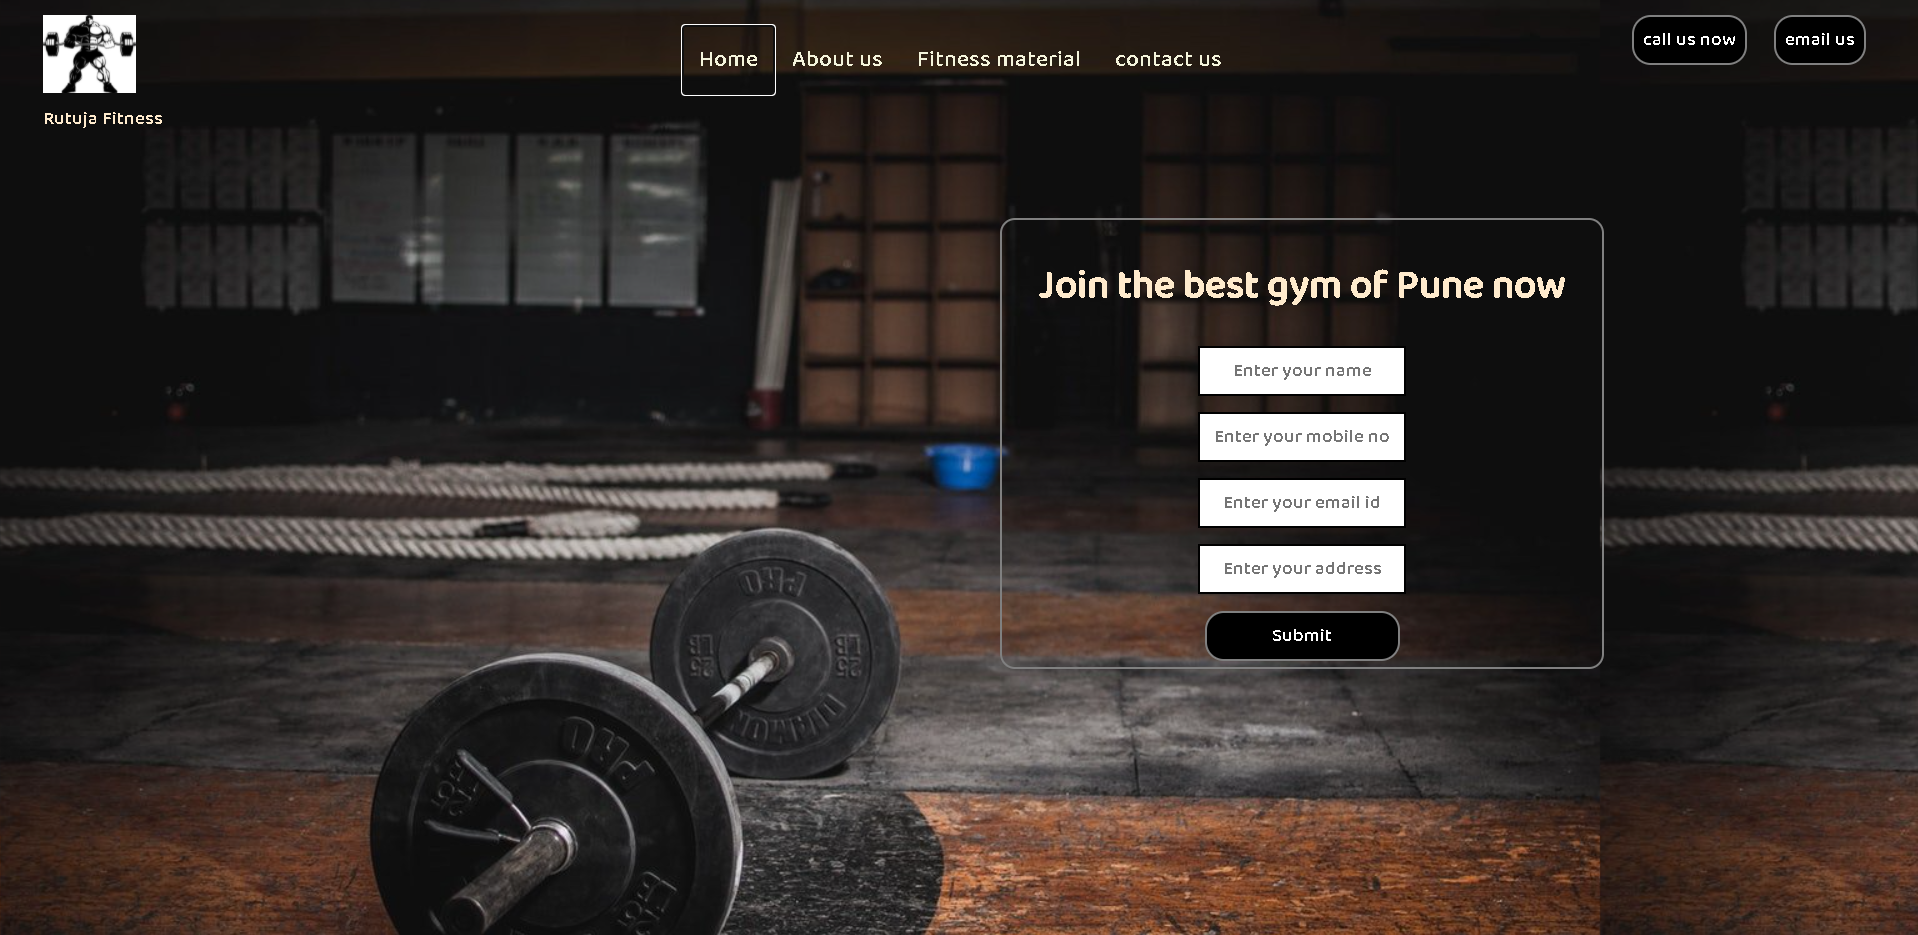 Home
About us
Fitness material
contact us
call us now
email us
Rutuja Fitness
Join the best gym of Pune now
Enter your name
Enter your mobile no
Enter your email id
Enter your address
Submit
PRO
LB 25
LB 25
PRO